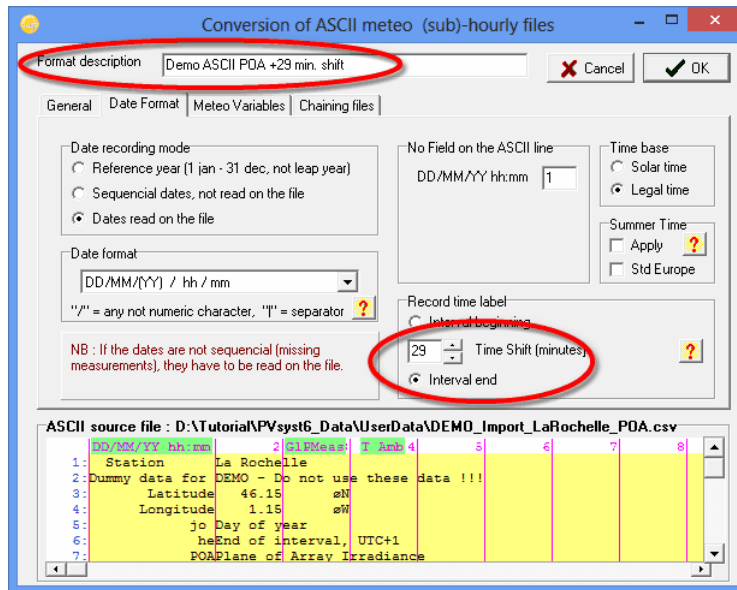 Conversion of ASCII meteo (sub)-hourly files
Format description Demo ASCII POA +29 min. shift
Cancel
OK
General Date Format Meteo Variables Chaining files
Date recording mode
Reference year (1 jan - 31 dec, not leap year)
Sequencial dates, not read on the file
Dates read on the file
Date format
DD/MM/(YY) / hh / mm
"/" = any not numeric character, "|" = separator ?
NB : If the dates are not sequencial (missing
measurements), they have to be read on the file.
No Field on the ASCII line
DD/MM/YY hh:mm 1
Time base
Solar time
Legal time
Summer Time
Apply ?
Std Europe
Record time label
Interval beginning
29 Time Shift (minutes) ?
Interval end
ASCII source file : D:\Tutorial\PVsyst6_Data\UserData\DEMO_Import_LaRochelle_POA.csv
DD/MM/YY hh:mm 2 GlPMeas T Amb 4 5 6 7 8
1: Station La Rochelle
2:Dummy data for DEMO - Do not use these data !!!
3: Latitude 46.15 øN
4: Longitude 1.15 øW
5: jo Day of year
6: heEnd of interval, UTC+1
7: POAPlane of Array Irradiance